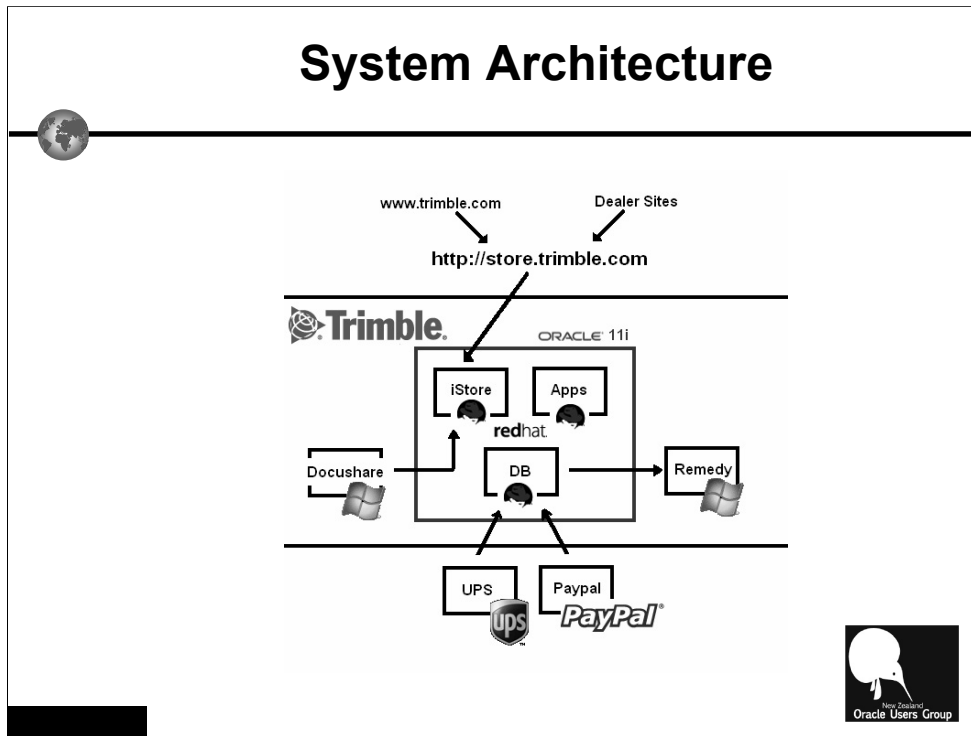 System Architecture
www.trimble.com
Dealer Sites
http://store.trimble.com
Trimble.
ORACLE® 11i
iStore
Apps
redhat.
Docushare
DB
Remedy
UPS
Paypal
ups
TM
PayPal®
New Zealand
Oracle Users Group